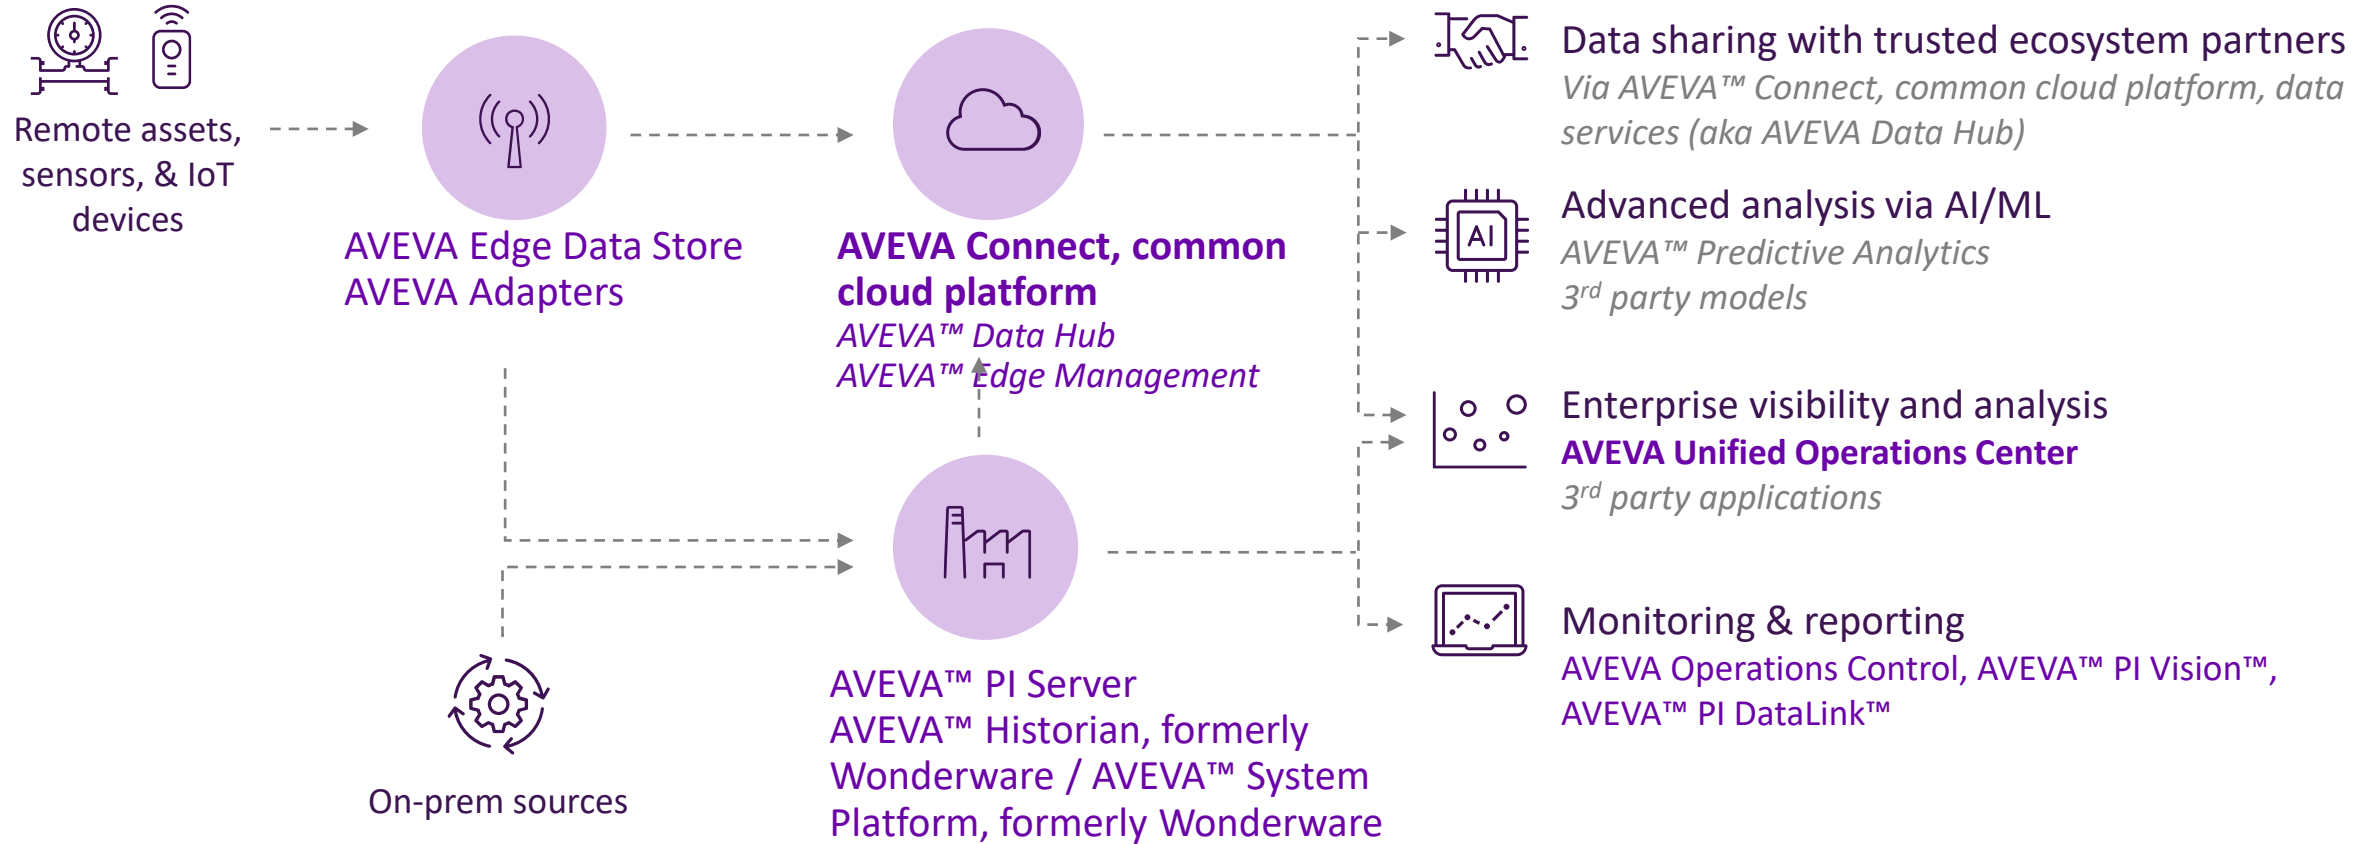 Remote assets,
sensors, & IoT
devices
AVEVA Edge Data Store
AVEVA Adapters
AVEVA Connect, common
cloud platform
AVEVA™ Data Hub
AVEVA™ Edge Management
On-prem sources
AVEVA™ PI Server
AVEVA™ Historian, formerly
Wonderware / AVEVA™ System
Platform, formerly Wonderware
Data sharing with trusted ecosystem partners
Via AVEVA™ Connect, common cloud platform, data
services (aka AVEVA Data Hub)
AI
Advanced analysis via AI/ML
AVEVA™ Predictive Analytics
3rd party models
Enterprise visibility and analysis
AVEVA Unified Operations Center
3rd party applications
Monitoring & reporting
AVEVA Operations Control, AVEVA™ PI Vision™,
AVEVA™ PI DataLink™